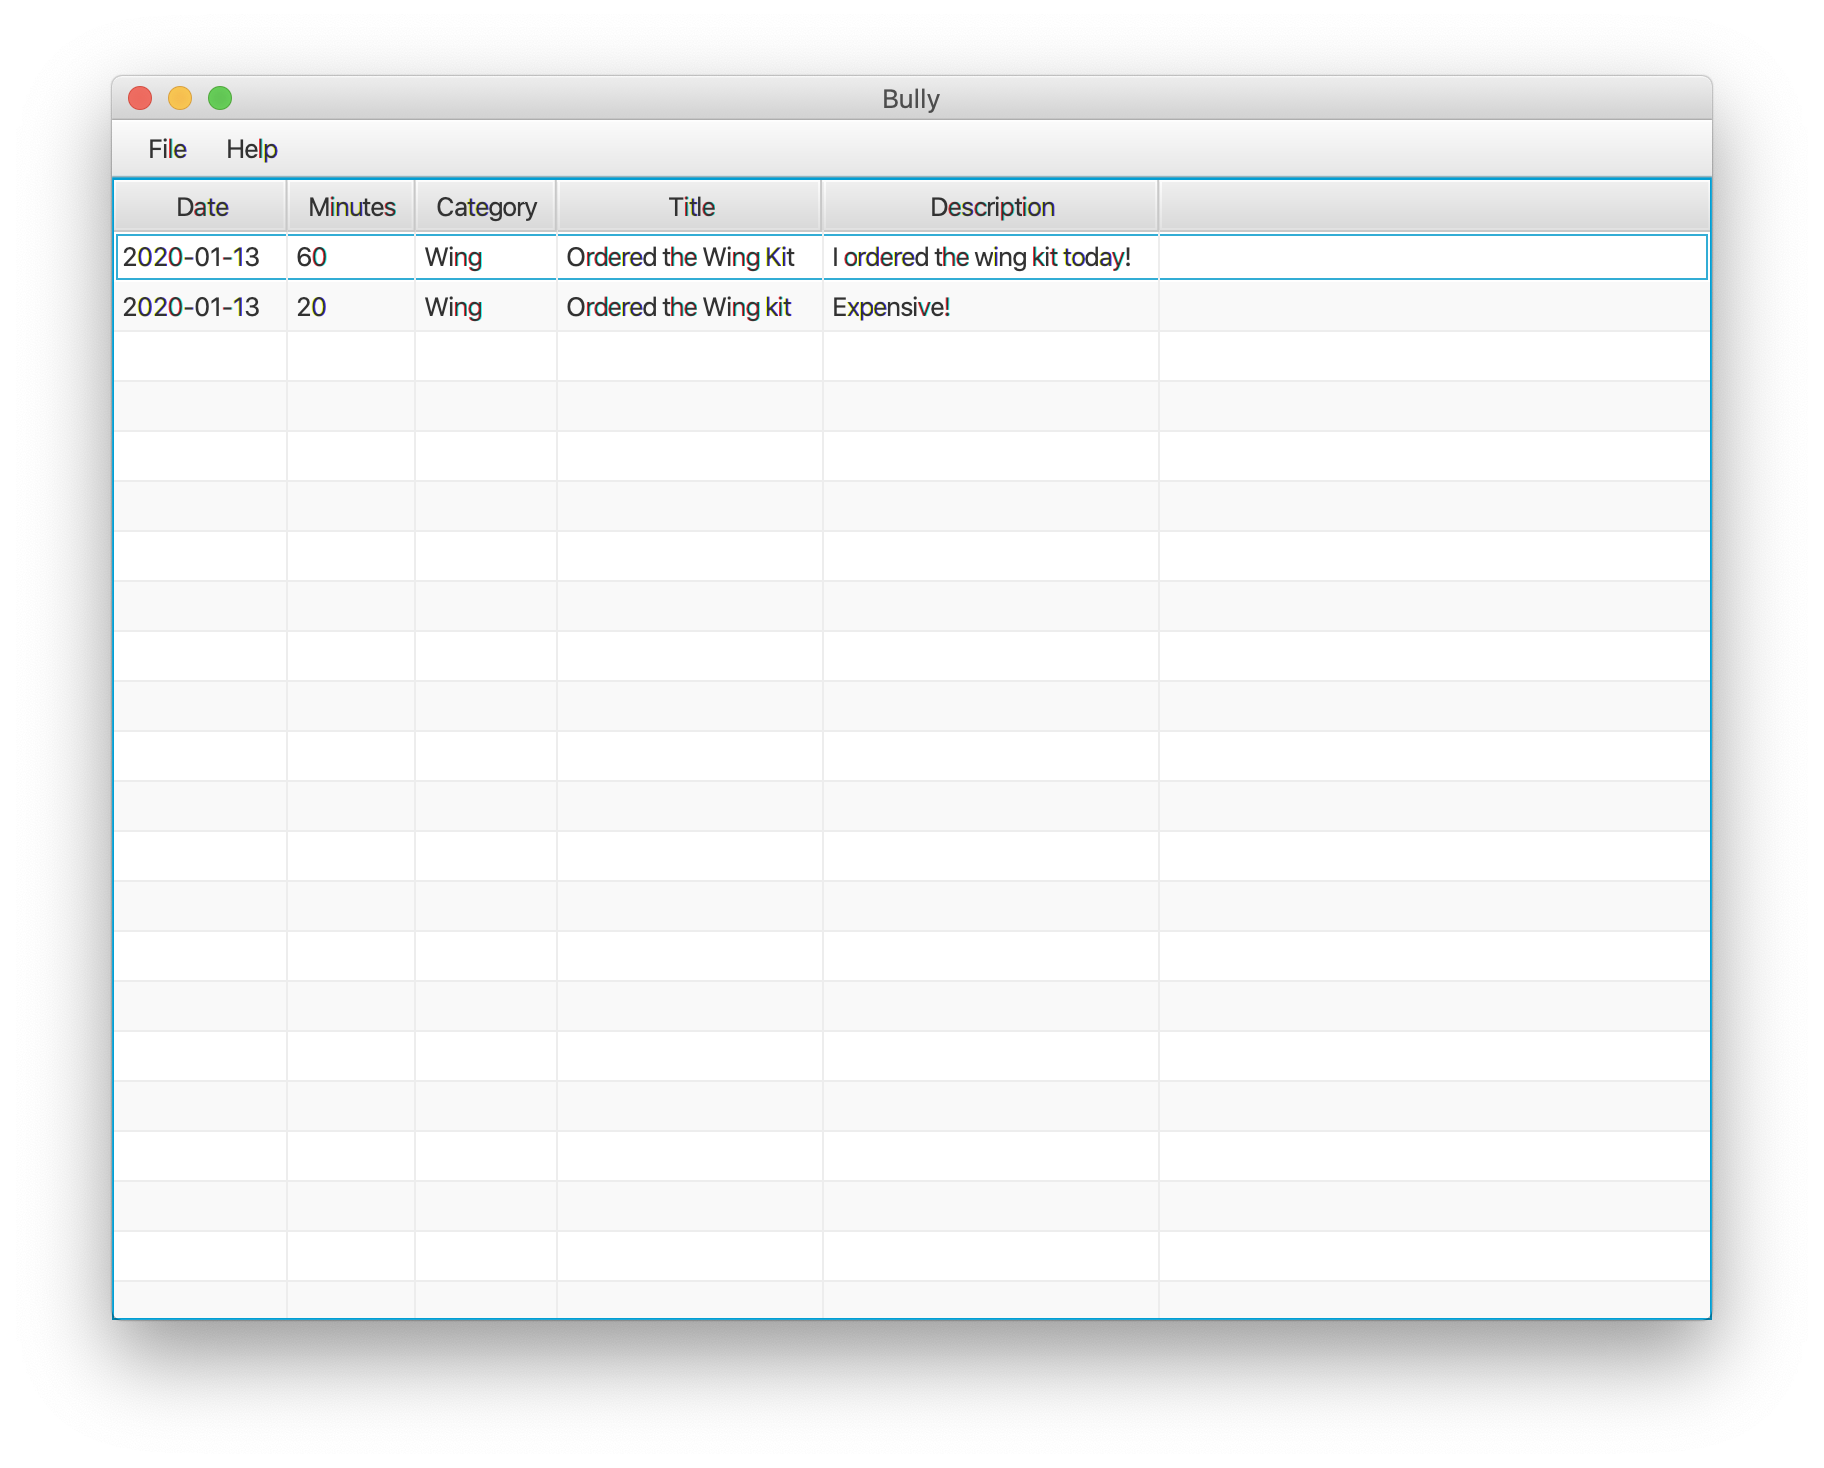 Bully
File Help
Date Minutes Category Title Description
2020-01-13 60 Wing Ordered the Wing Kit I ordered the wing kit today!
2020-01-13 20 Wing Ordered the Wing kit Expensive!